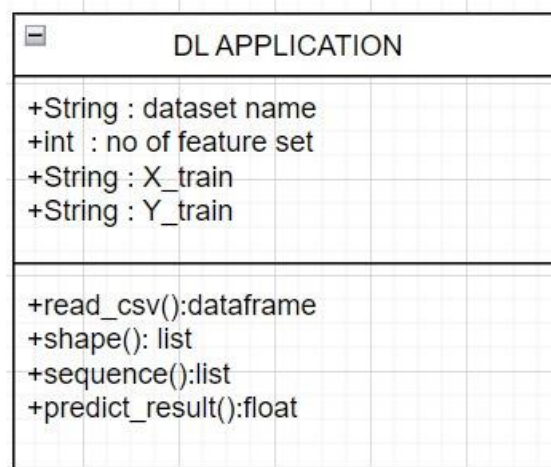 DL APPLICATION
+String : dataset name
+int : no of feature set
+String : X_train
+String : Y_train
+read_csv():dataframe
+shape(): list
+sequence():list
+predict_result():float